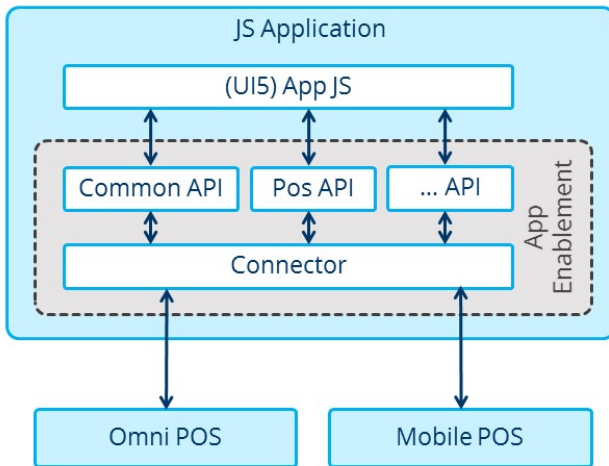 JS Application
(UI5) App JS
Common API
Pos API
... API
App
Enablement
Connector
Omni POS
Mobile POS